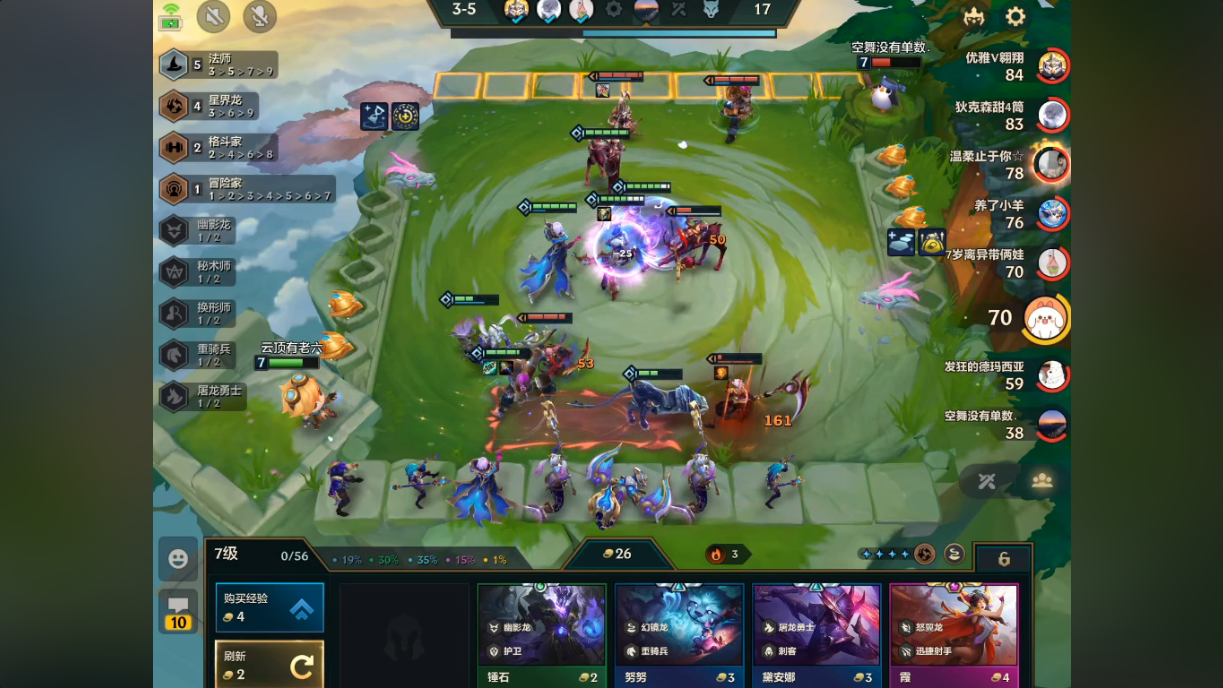 3-5
17
5
法师
3 > 5 > 7 > 9
4
星界龙
3 > 6 > 9
2
格斗家
2 > 4 > 6 > 8
1
冒险家
1 > 2 > 3 > 4 > 5 > 6 > 7
幽影龙
1 / 2
秘术师
1 / 2
换形师
1 / 2
重骑兵
1 / 2
屠龙勇士
1 / 2
云顶有老六
7
空舞没有单数.
7
50
-25
53
161
优雅V翱翔
84
狄克森甜4筒
83
温柔止于你☆
78
养了小羊
76
7岁离异带俩娃
70
70
发狂的德玛西亚
59
空舞没有单数.
38
7级
0/56
19%
30%
35%
15%
1%
26
3
10
购买经验
4
刷新
2
幽影龙
护卫
锤石
2
幻镜龙
重骑兵
努努
3
屠龙勇士
刺客
黛安娜
3
怒翼龙
迅捷射手
霞
4